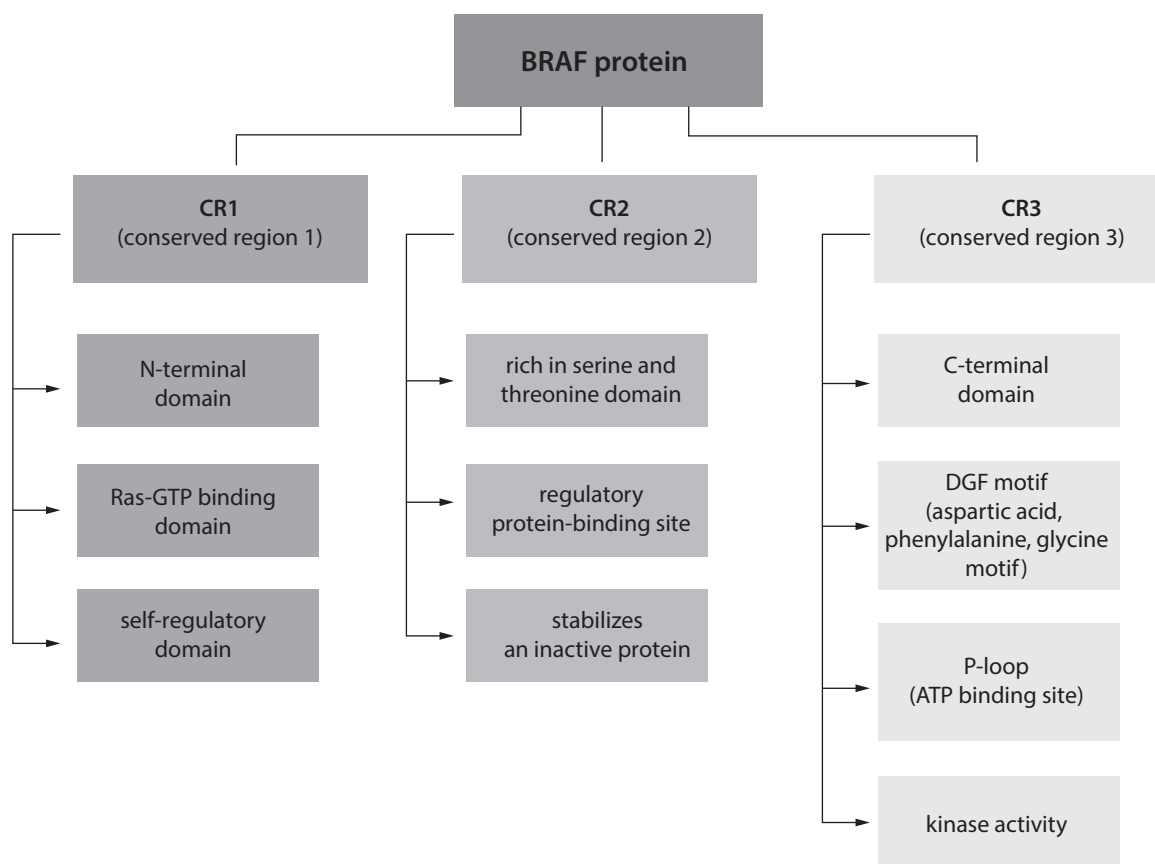 BRAF protein
CR1
(conserved region 1)
N-terminal
domain
Ras-GTP binding
domain
self-regulatory
domain
CR2
(conserved region 2)
rich in serine and
threonine domain
regulatory
protein-binding site
stabilizes
an inactive protein
CR3
(conserved region 3)
C-terminal
domain
DGF motif
(aspartic acid,
phenylalanine, glycine
motif)
P-loop
(ATP binding site)
kinase activity